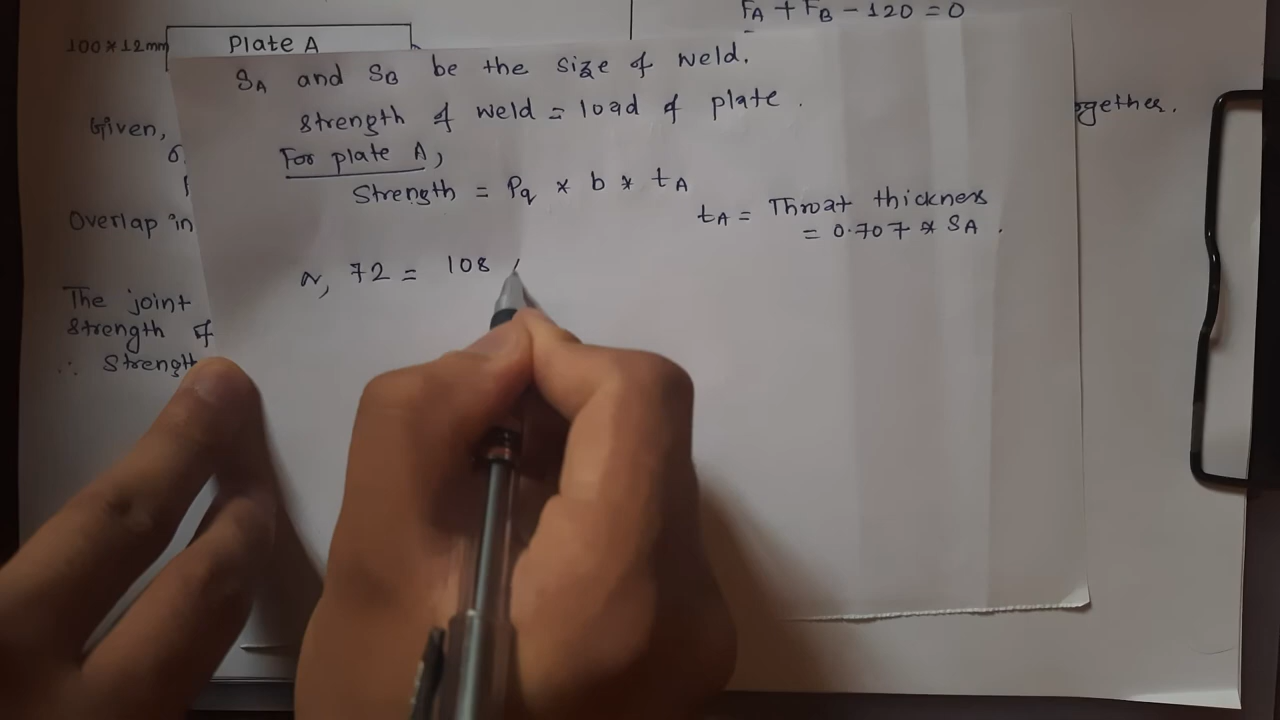 FA + FB - 120 = 0
100 * 12mm
Plate A
SA and SB be the size of weld.
strength of weld = load of plate.
ogether.
Given,
6.
For plate A,
Strength = Pq * b * tA
tA = Throat thickness
= 0.707 * SA.
Overlap in
72 = 108
The joint
strength of
∴ Strength